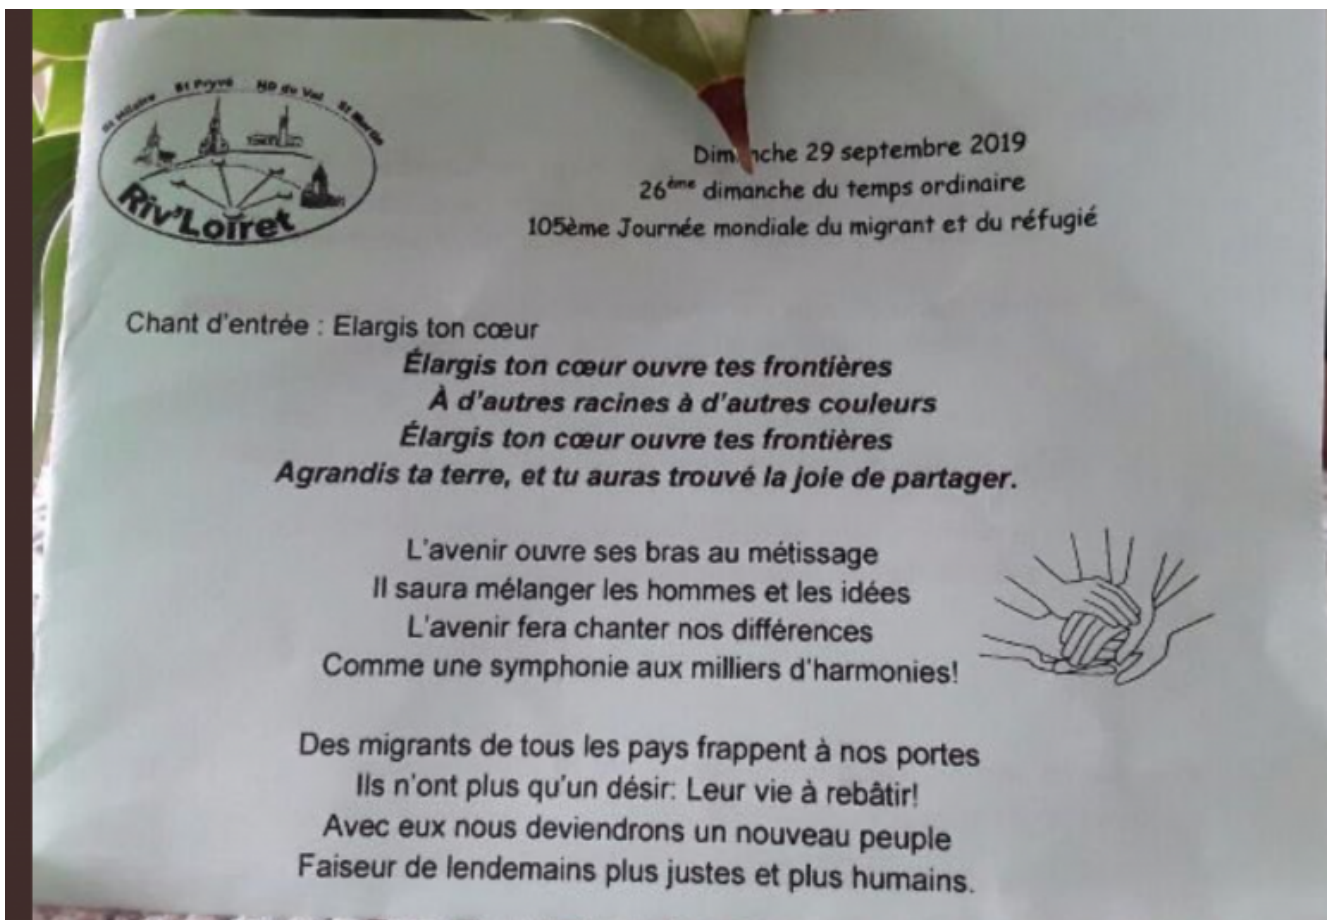 St Hilaire St Pryvé ND du Val St Martin
Riv'Loiret
Dimanche 29 septembre 2019
26ème dimanche du temps ordinaire
105ème Journée mondiale du migrant et du réfugié
Chant d'entrée : Elargis ton cœur
Élargis ton cœur ouvre tes frontières
À d'autres racines à d'autres couleurs
Élargis ton cœur ouvre tes frontières
Agrandis ta terre, et tu auras trouvé la joie de partager.
L'avenir ouvre ses bras au métissage
Il saura mélanger les hommes et les idées
L'avenir fera chanter nos différences
Comme une symphonie aux milliers d'harmonies!
Des migrants de tous les pays frappent à nos portes
Ils n'ont plus qu'un désir: Leur vie à rebâtir!
Avec eux nous deviendrons un nouveau peuple
Faiseur de lendemains plus justes et plus humains.